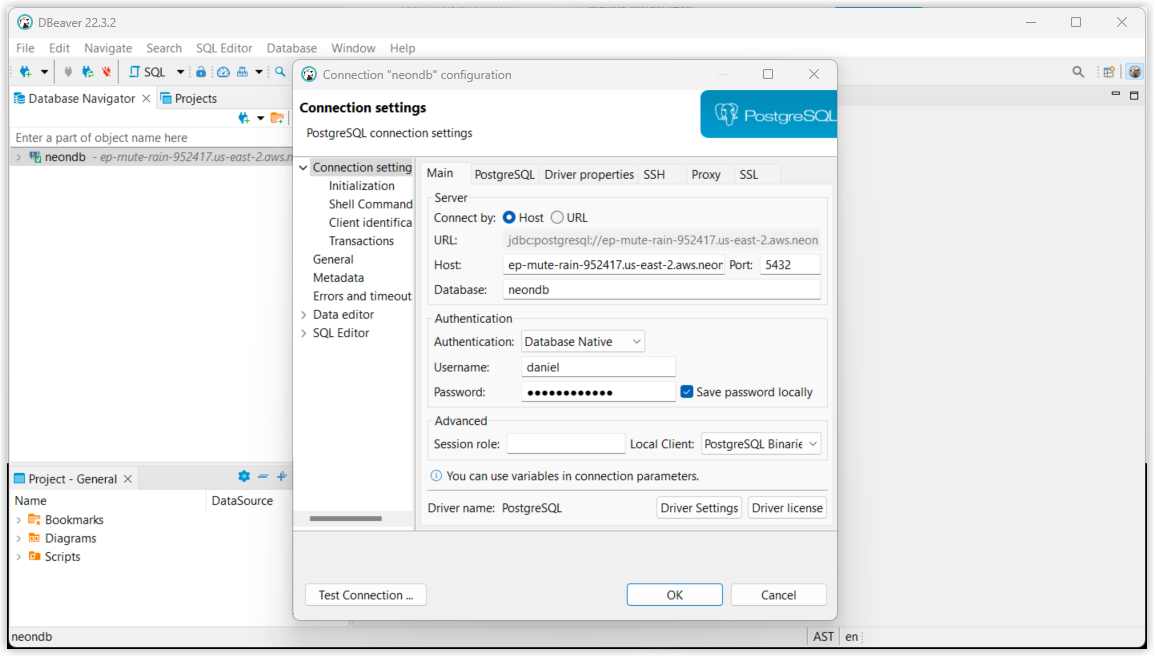 DBeaver 22.3.2
File Edit Navigate Search SQL Editor Database Window Help
SQL
Database Navigator Projects
Enter a part of object name here
neondb - ep-mute-rain-952417.us-east-2.aws.n
Project - General
Name DataSource
Bookmarks
Diagrams
Scripts
neondb
AST en
Connection "neondb" configuration
Connection settings
PostgreSQL connection settings
PostgreSQL
Connection setting
Initialization
Shell Command
Client identifica
Transactions
General
Metadata
Errors and timeout
Data editor
SQL Editor
Main PostgreSQL Driver properties SSH Proxy SSL
Server
Connect by: Host URL
URL: jdbc:postgresql://ep-mute-rain-952417.us-east-2.aws.neon
Host: ep-mute-rain-952417.us-east-2.aws.neon Port: 5432
Database: neondb
Authentication
Authentication: Database Native
Username: daniel
Password: ●●●●●●●●●●●● Save password locally
Advanced
Session role: Local Client: PostgreSQL Binarie
You can use variables in connection parameters.
Driver name: PostgreSQL Driver Settings Driver license
Test Connection ... OK Cancel